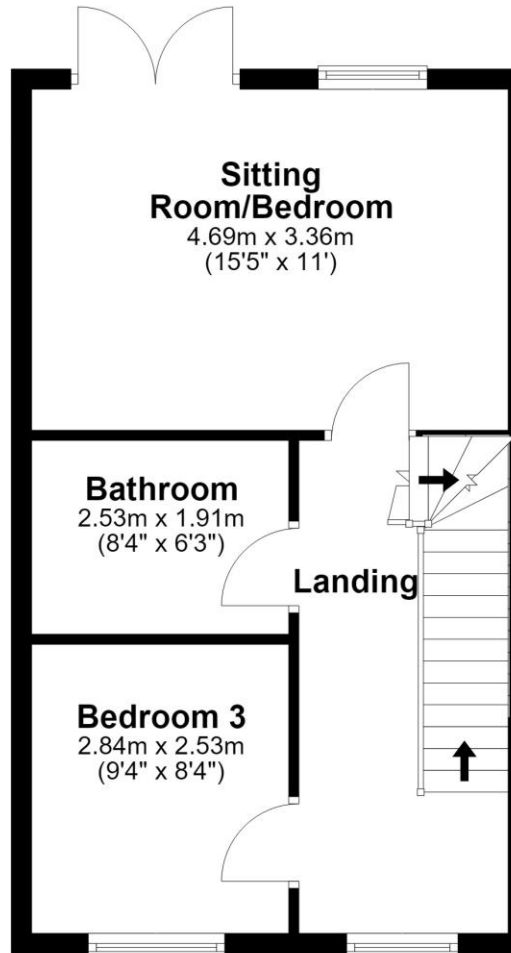 Sitting
Room/Bedroom
4.69m x 3.36m
(15'5" x 11')
Bathroom
2.53m x 1.91m
(8'4" x 6'3")
Landing
Bedroom 3
2.84m x 2.53m
(9'4" x 8'4")